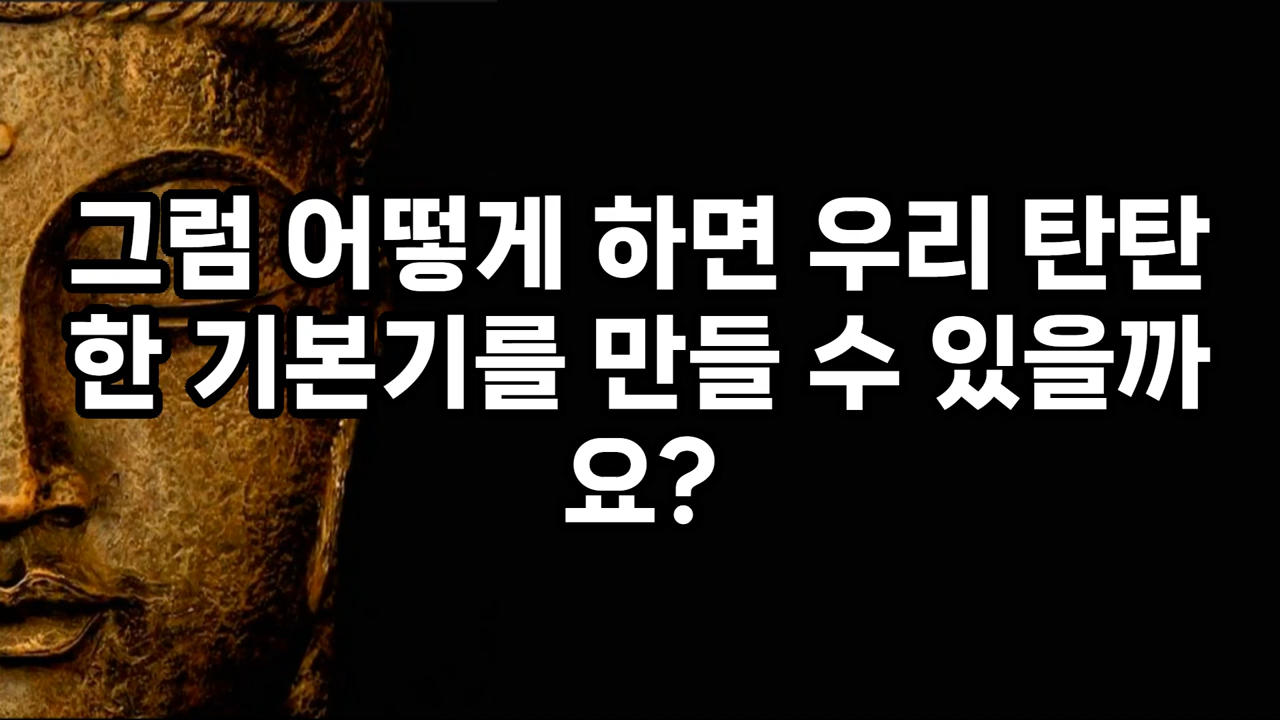 그럼 어떻게 하면 우리 탄탄
한 기본기를 만들 수 있을까
요?